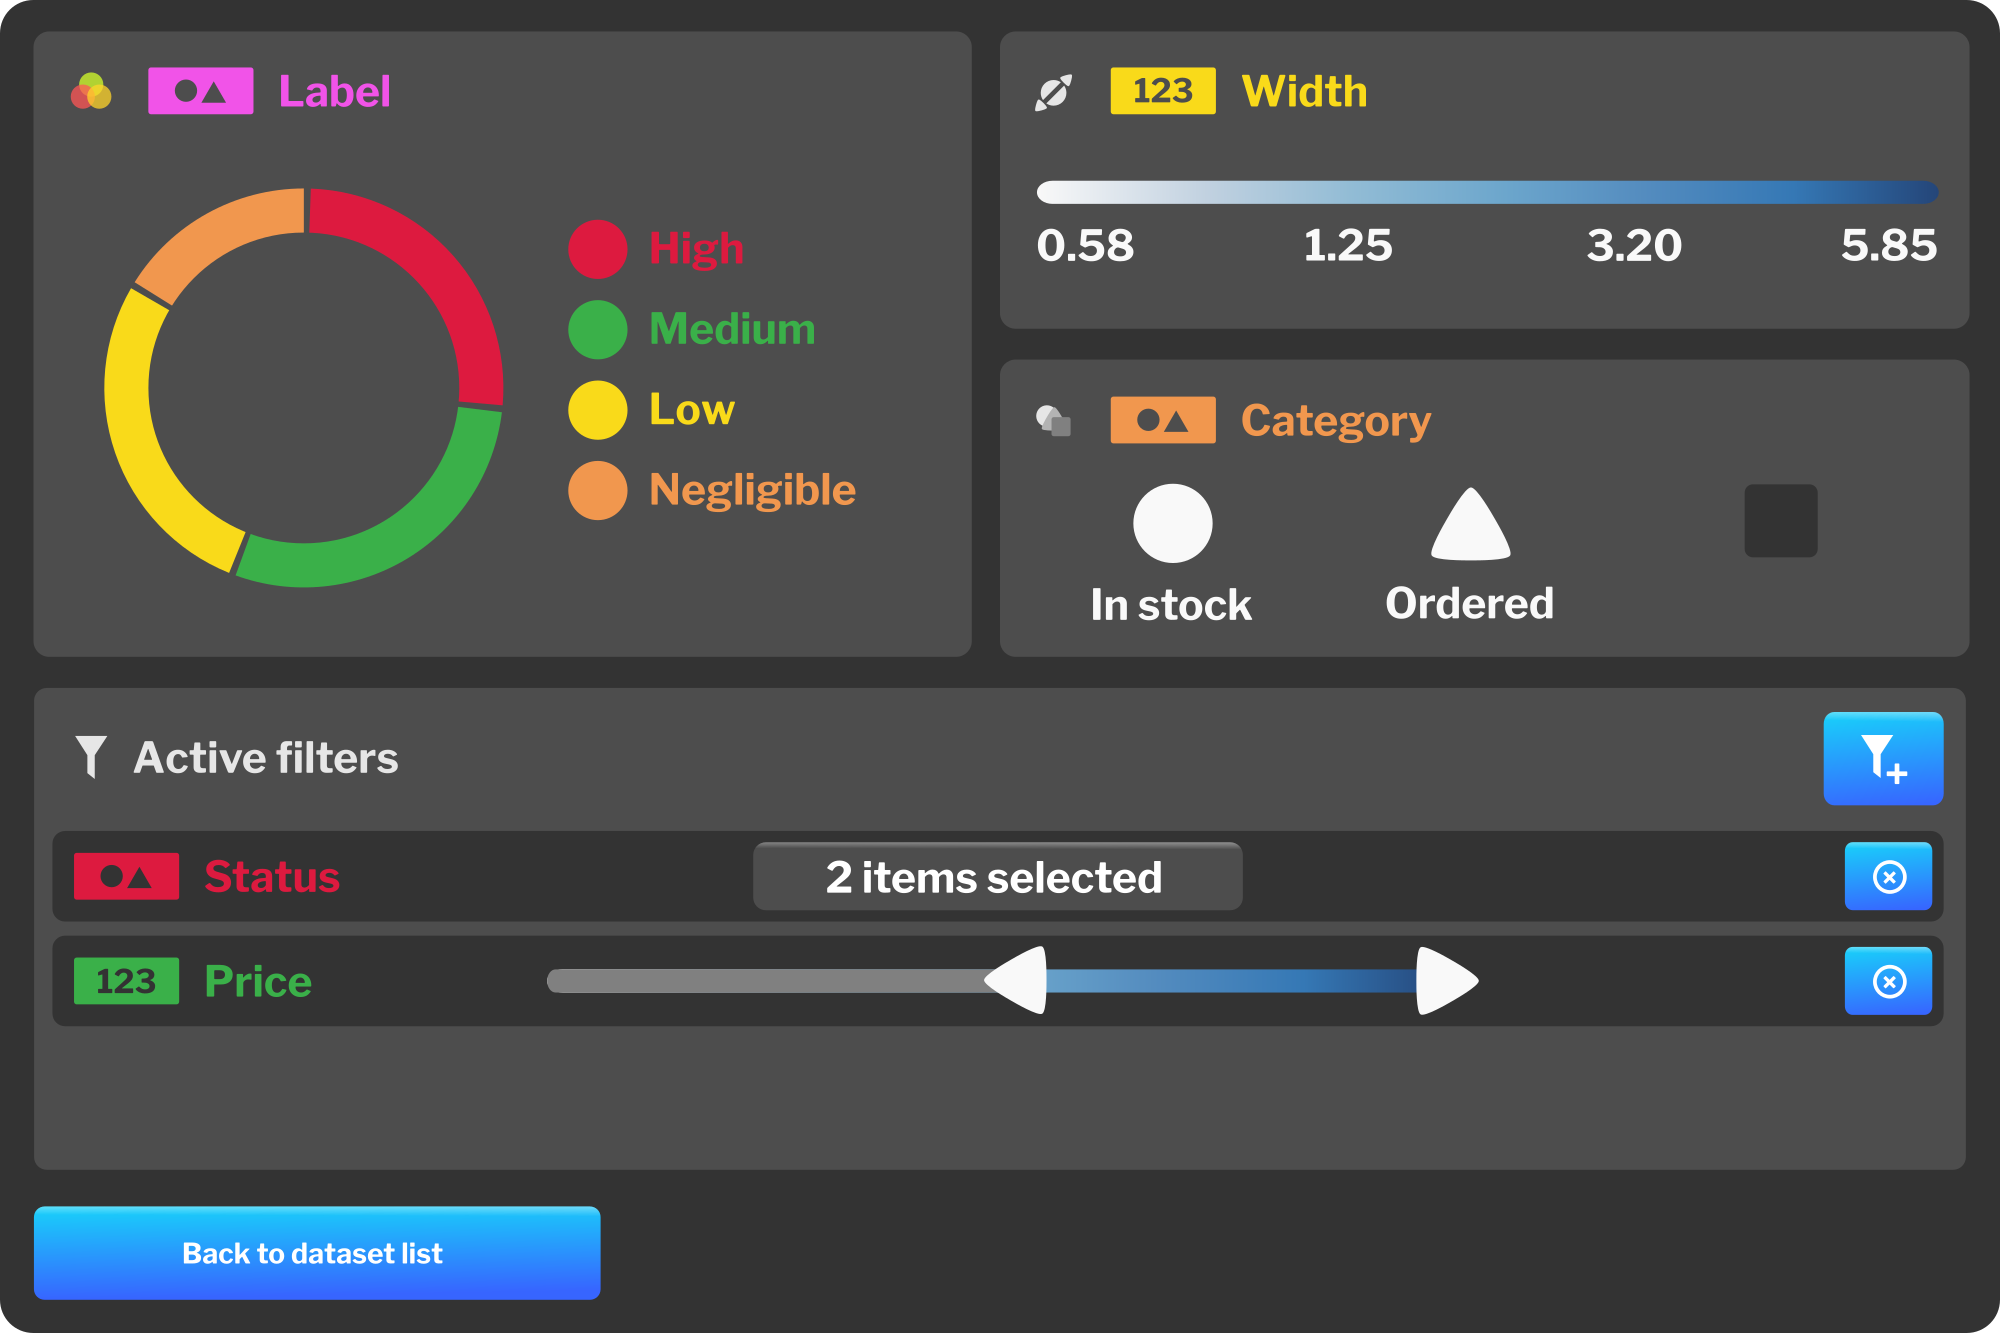 Label
High
Medium
Low
Negligible
123 Width
0.58 1.25 3.20 5.85
Category
In stock Ordered
Active filters
Status 2 items selected
123 Price
Back to dataset list